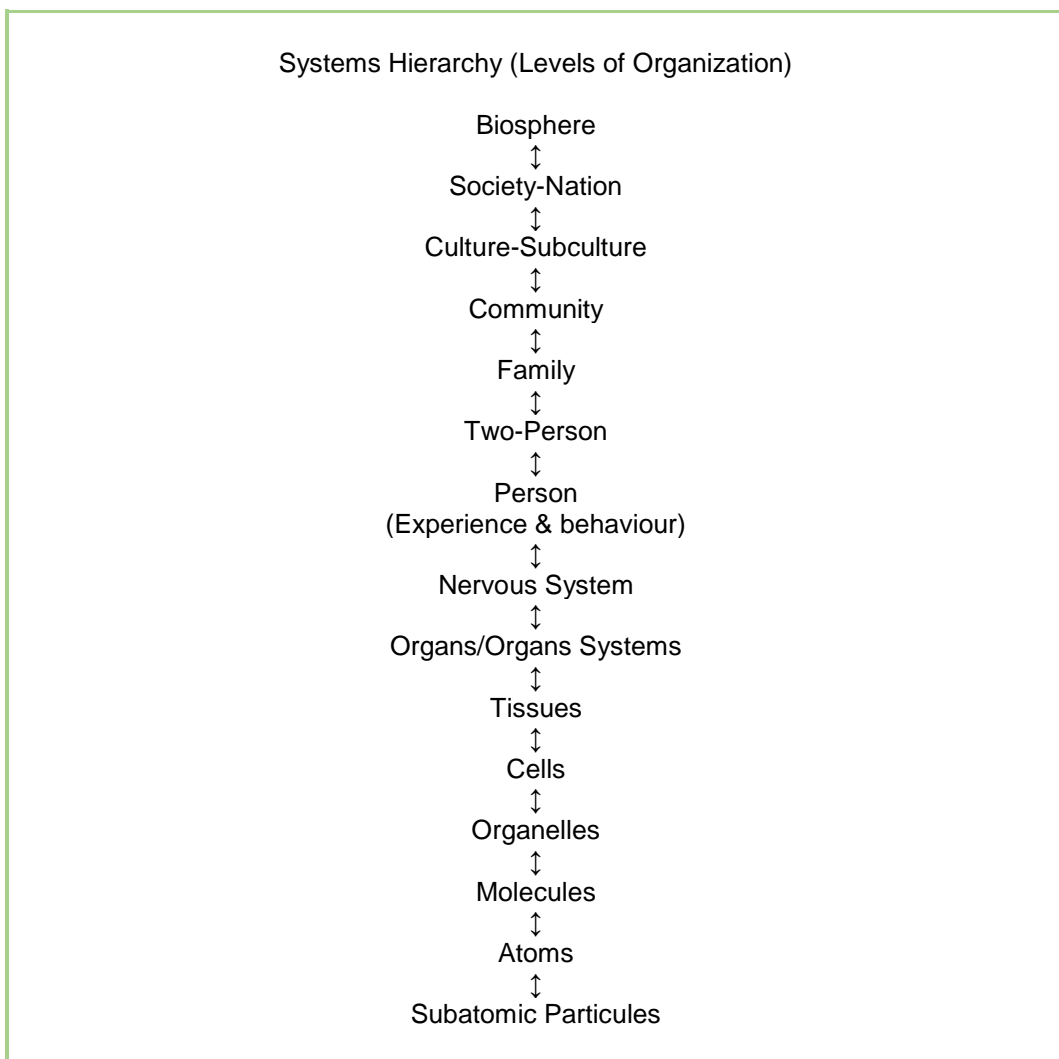 Systems Hierarchy (Levels of Organization)
Biosphere
↕
Society-Nation
↕
Culture-Subculture
↕
Community
↕
Family
↕
Two-Person
↕
Person
(Experience & behaviour)
↕
Nervous System
↕
Organs/Organs Systems
↕
Tissues
↕
Cells
↕
Organelles
↕
Molecules
↕
Atoms
↕
Subatomic Particules